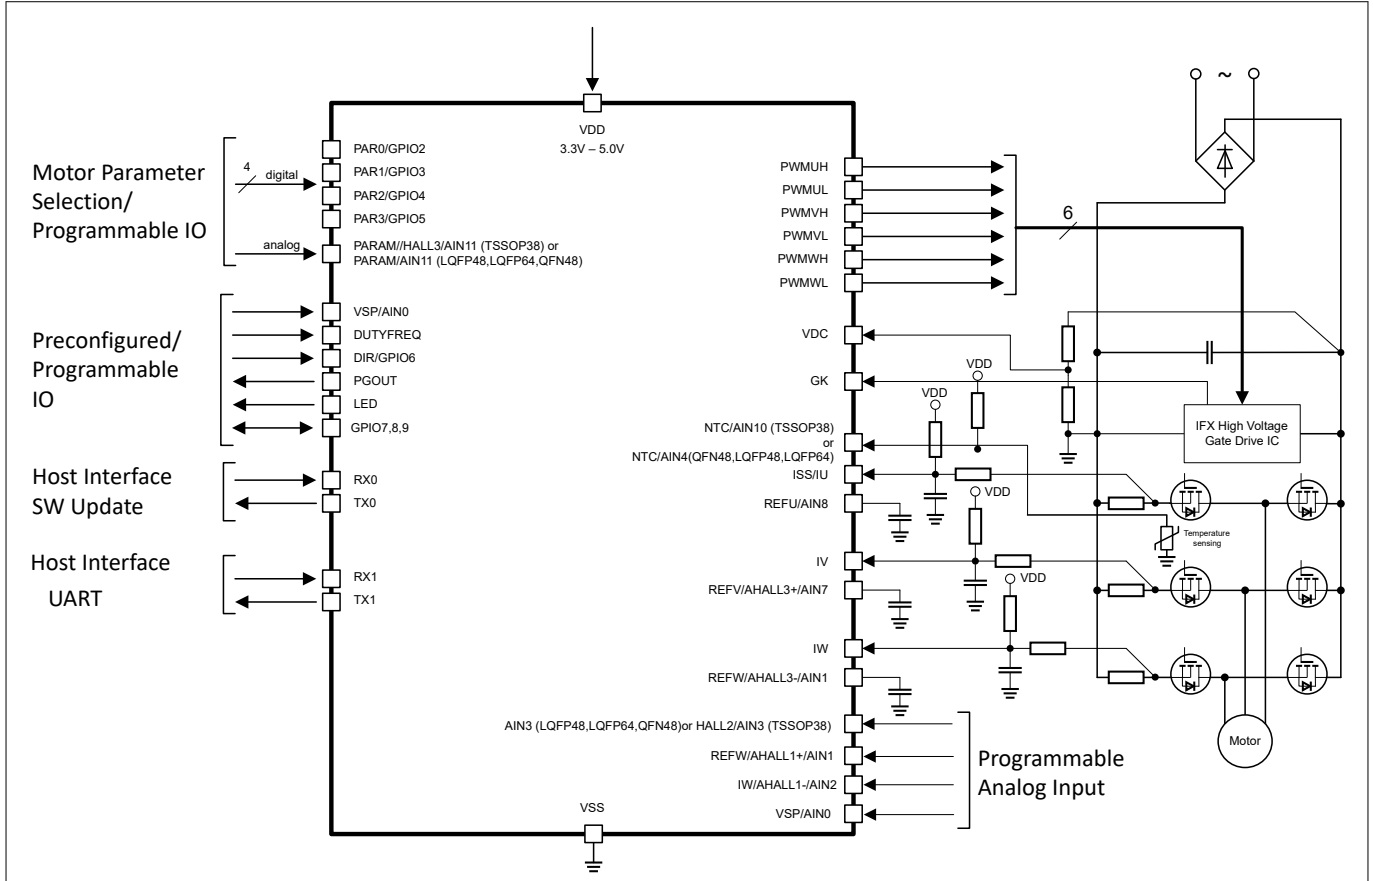 ~
VDD
3.3V – 5.0V
Motor Parameter
Selection/
Programmable IO
4
digital
analog
PAR0/GPIO2
PAR1/GPIO3
PAR2/GPIO4
PAR3/GPIO5
PARAM//HALL3/AIN11 (TSSOP38) or
PARAM/AIN11 (LQFP48,LQFP64,QFN48)
Preconfigured/
Programmable
IO
VSP/AIN0
DUTYFREQ
DIR/GPIO6
PGOUT
LED
GPIO7,8,9
Host Interface
SW Update
RX0
TX0
Host Interface
UART
RX1
TX1
VSS
PWMUH
PWMUL
PWMVH
PWMVL
PWMWH
PWMWL
6
VDC
GK
NTC/AIN10 (TSSOP38)
or
NTC/AIN4(QFN48,LQFP48,LQFP64)
ISS/IU
REFU/AIN8
IV
REFV/AHALL3+/AIN7
IW
REFW/AHALL3-/AIN1
AIN3 (LQFP48,LQFP64,QFN48)or HALL2/AIN3 (TSSOP38)
REFW/AHALL1+/AIN1
IW/AHALL1-/AIN2
VSP/AIN0
VDD
VDD
VDD
VDD
IFX High Voltage
Gate Drive IC
Temperature
sensing
Motor
Programmable
Analog Input